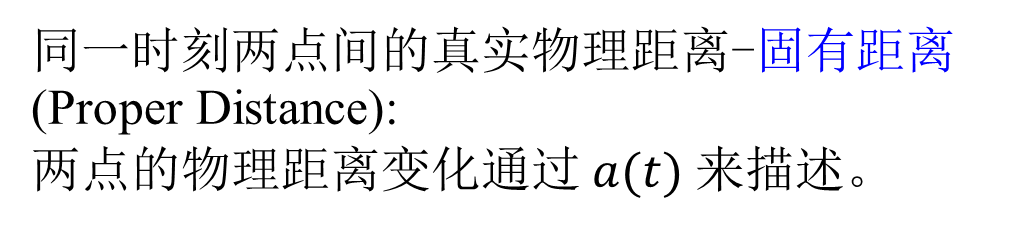 同一时刻两点间的真实物理距离-固有距离
(Proper Distance):
两点的物理距离变化通过 a(t) 来描述。